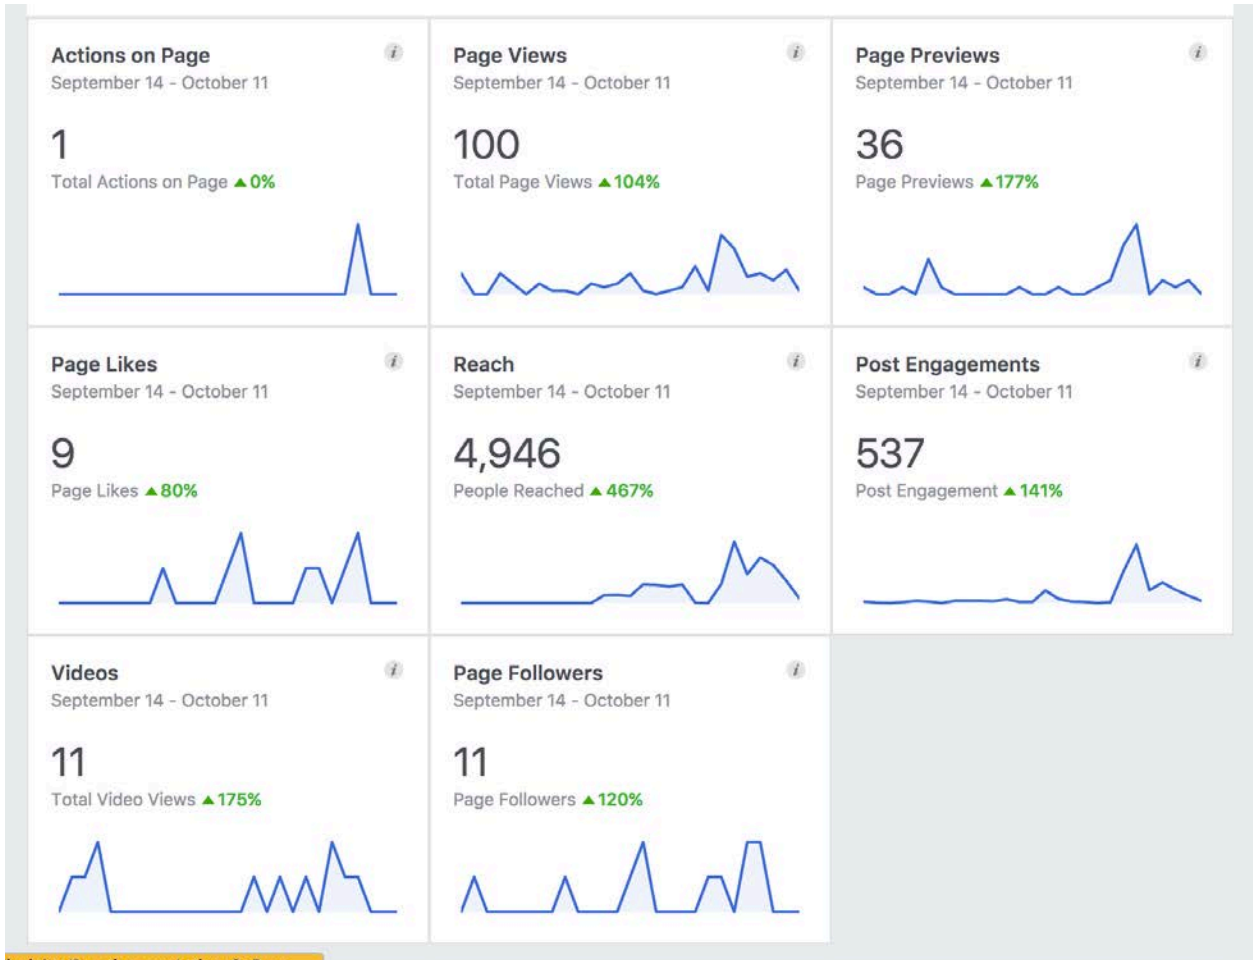 Actions on Page
September 14 - October 11
1
Total Actions on Page ▲0%
Page Views
September 14 - October 11
100
Total Page Views ▲104%
Page Previews
September 14 - October 11
36
Page Previews ▲177%
Page Likes
September 14 - October 11
9
Page Likes ▲80%
Reach
September 14 - October 11
4,946
People Reached ▲467%
Post Engagements
September 14 - October 11
537
Post Engagement ▲141%
Videos
September 14 - October 11
11
Total Video Views ▲175%
Page Followers
September 14 - October 11
11
Page Followers ▲120%